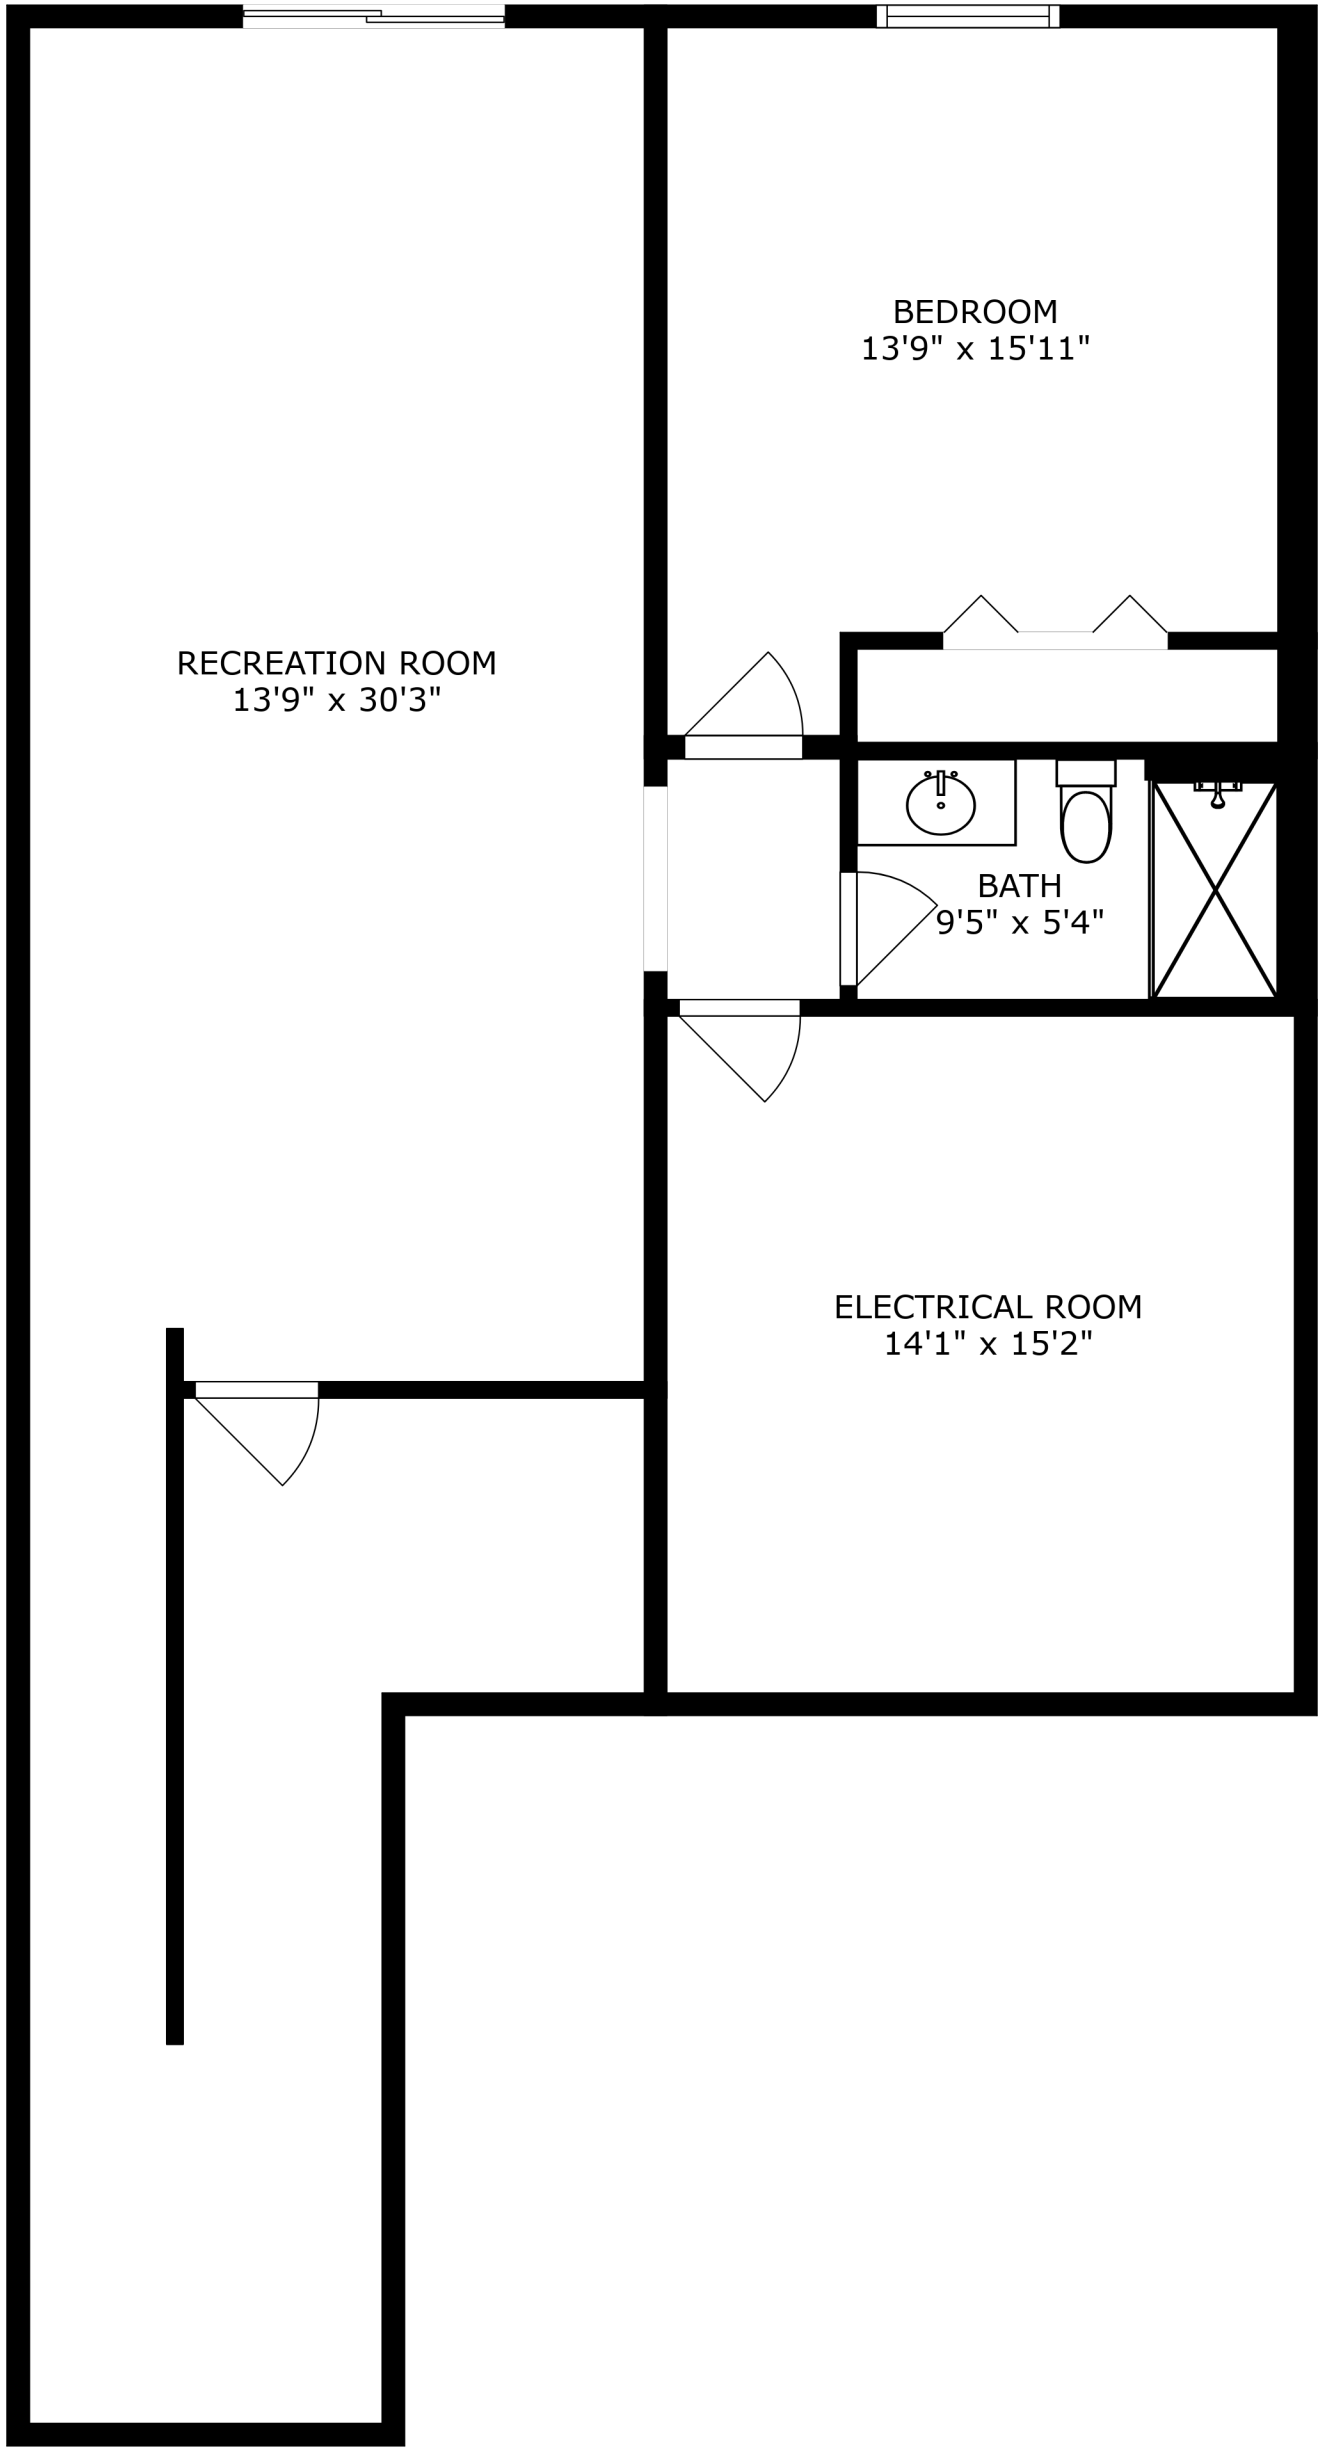 BEDROOM
13'9" x 15'11"
RECREATION ROOM
13'9" x 30'3"
BATH
9'5" x 5'4"
ELECTRICAL ROOM
14'1" x 15'2"